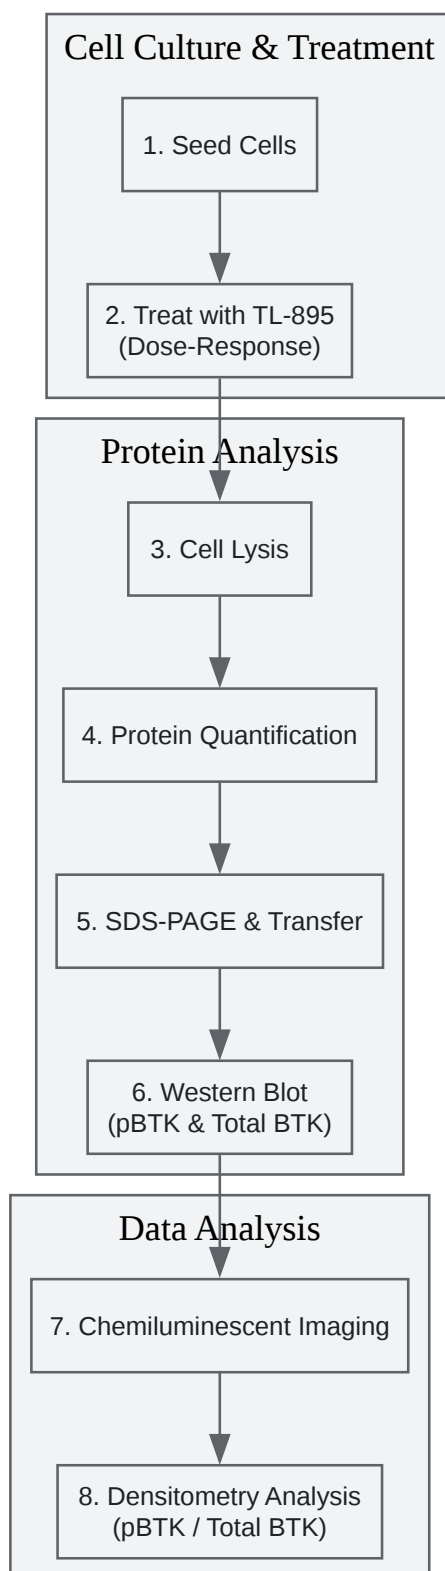 Cell Culture & Treatment
1. Seed Cells
2. Treat with TL-895
(Dose-Response)
Protein Analysis
3. Cell Lysis
4. Protein Quantification
5. SDS-PAGE & Transfer
6. Western Blot
(pBTK & Total BTK)
Data Analysis
7. Chemiluminescent Imaging
8. Densitometry Analysis
(pBTK / Total BTK)